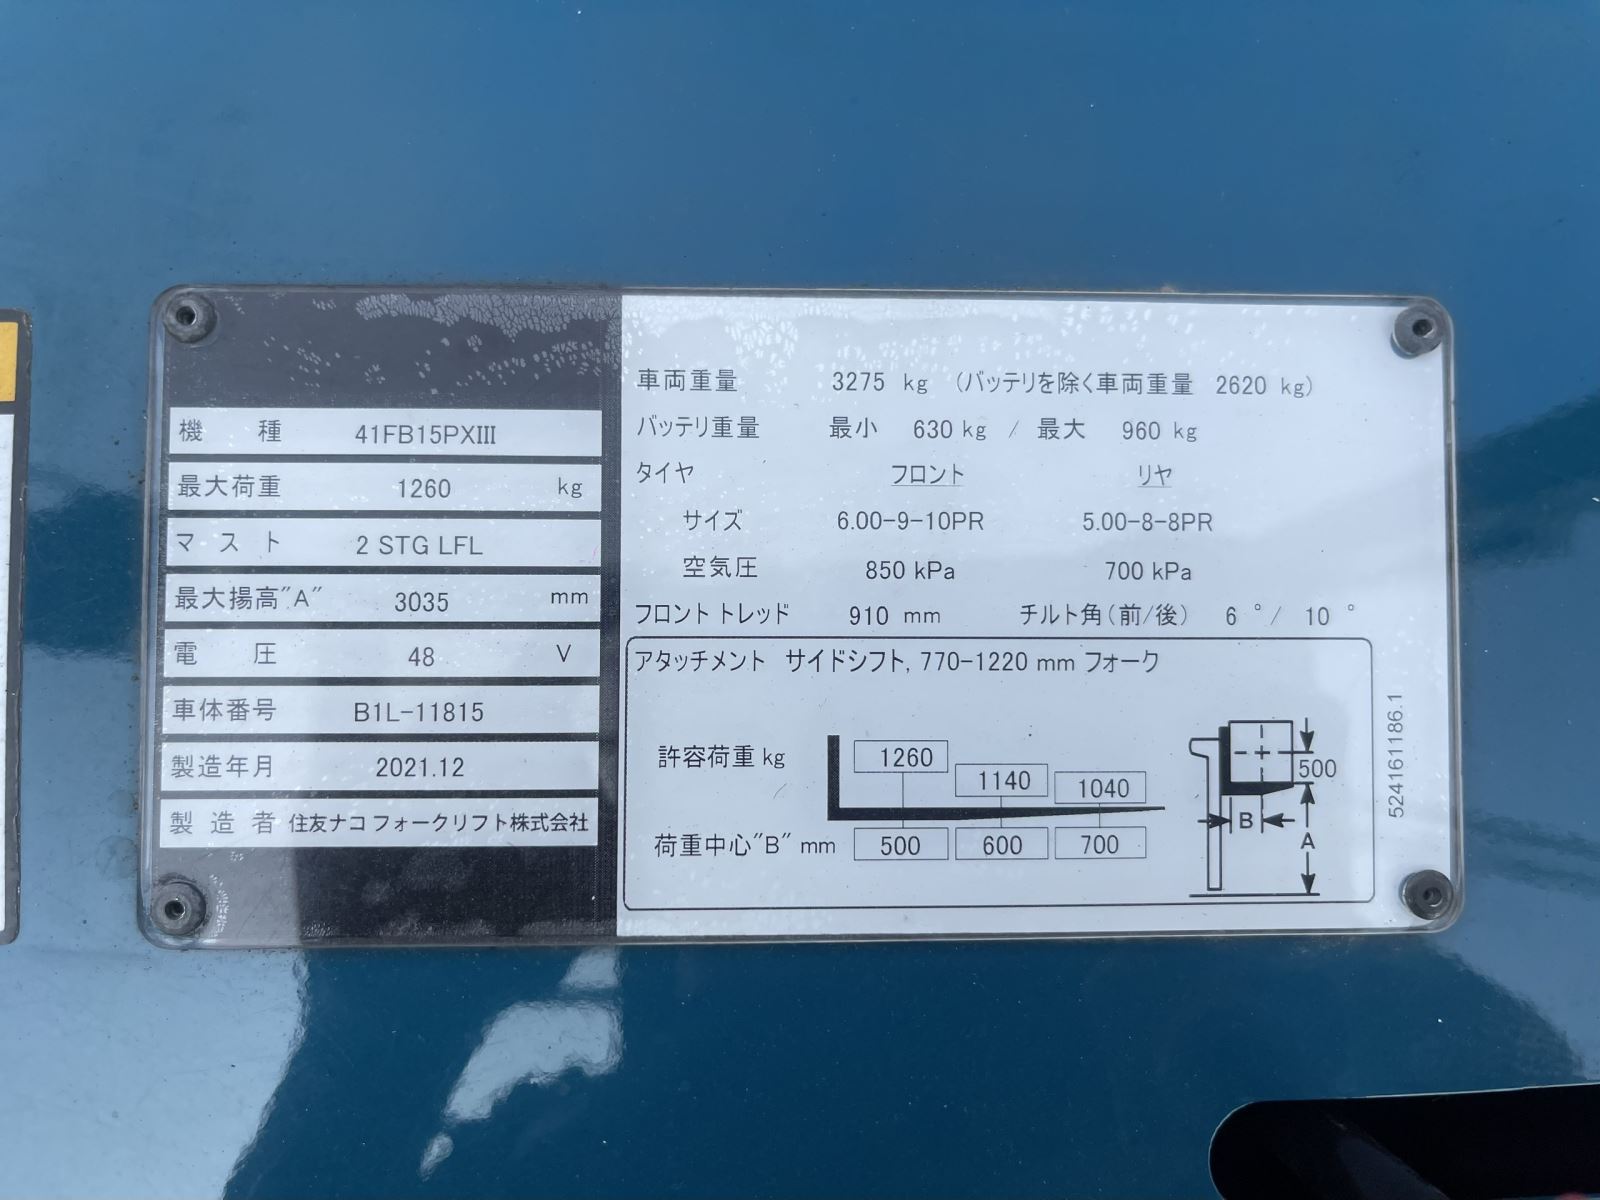 機 種 41FB15PXIII
最大荷重 1260 kg
マスト 2 STG LFL
最大揚高"A" 3035 mm
電 圧 48 V
車体番号 B1L-11815
製造年月 2021.12
製造者 住友ナコ フォークリフト株式会社
車両重量 3275 kg (バッテリを除く車両重量 2620 kg)
バッテリ重量 最小 630 kg / 最大 960 kg
タイヤ フロント リヤ
サイズ 6.00-9-10PR 5.00-8-8PR
空気圧 850 kPa 700 kPa
フロント トレッド 910 mm チルト角(前/後) 6 ° / 10 °
アタッチメント サイドシフト, 770-1220 mm フォーク
許容荷重 kg 1260 1140 1040
荷重中心"B" mm 500 600 700
500
B
A
524161186.1